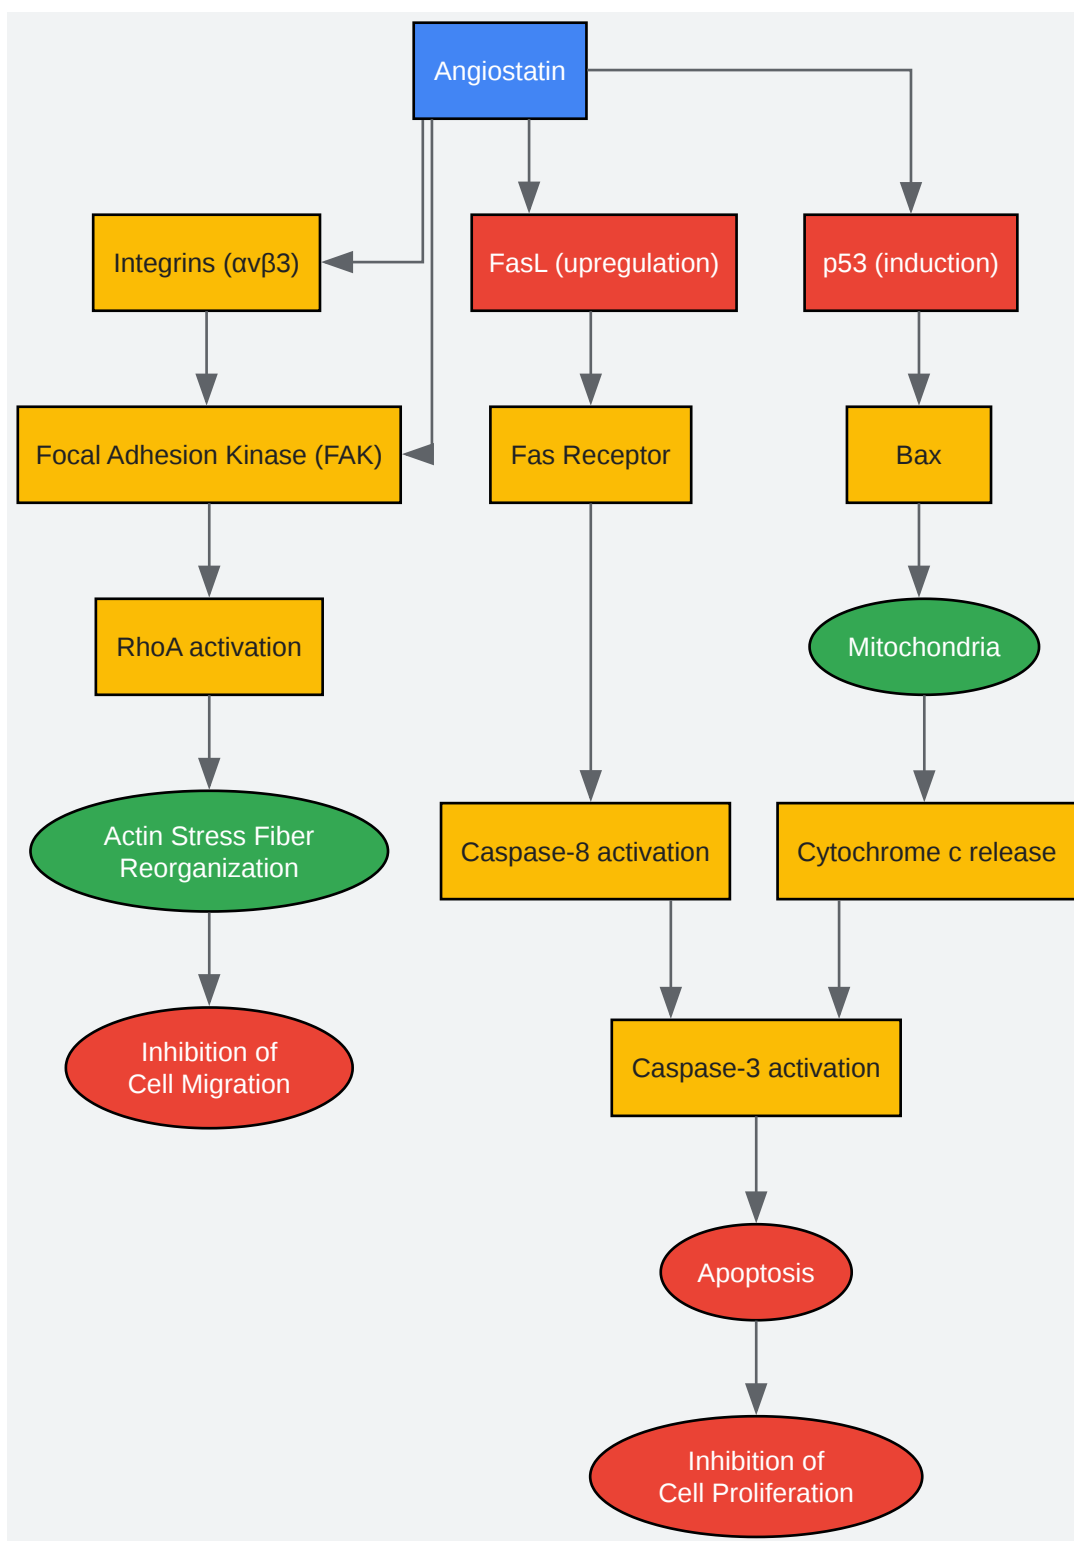 Angiostatin
Integrins (αvβ3)
FasL (upregulation)
p53 (induction)
Focal Adhesion Kinase (FAK)
Fas Receptor
Bax
RhoA activation
Mitochondria
Actin Stress Fiber
Reorganization
Caspase-8 activation
Cytochrome c release
Inhibition of
Cell Migration
Caspase-3 activation
Apoptosis
Inhibition of
Cell Proliferation